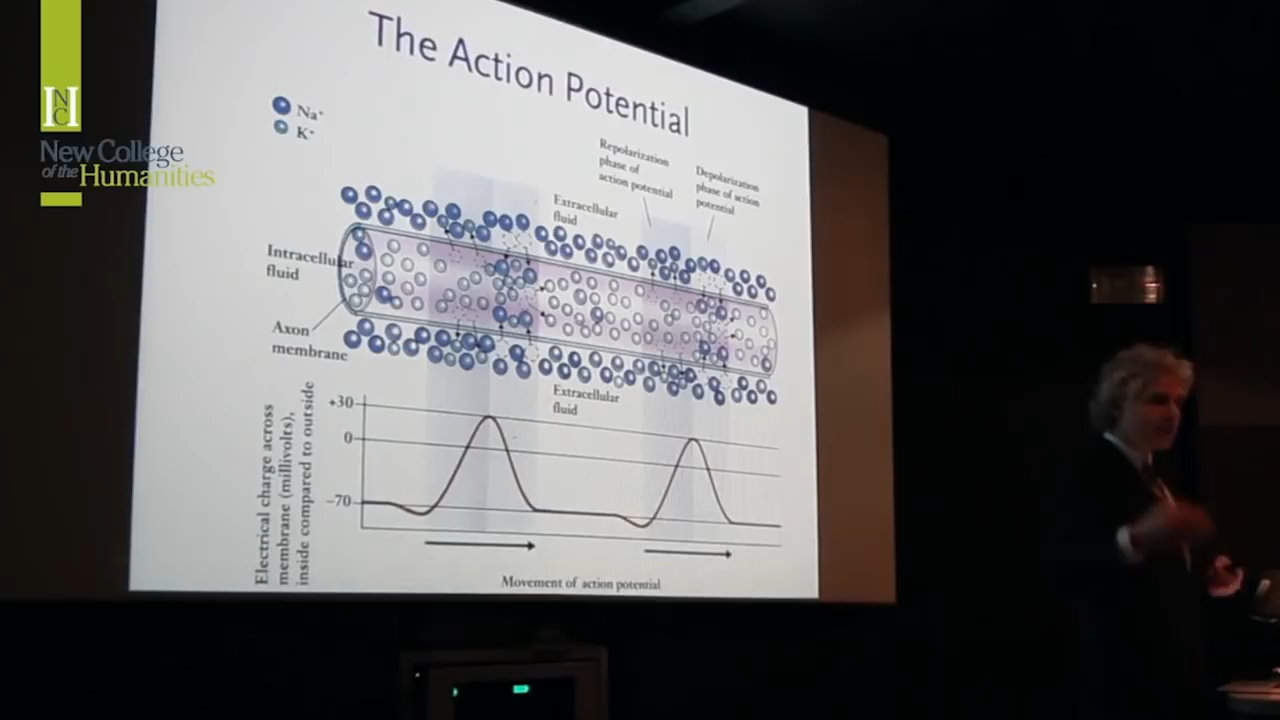 NCH
New College
of the Humanities
The Action Potential
Na+
K+
Repolarization
phase of
action potential
Depolarization
phase of action
potential
Extracellular
fluid
Intracellular
fluid
Axon
membrane
Extracellular
fluid
Electrical charge across
membrane (millivolts),
inside compared to outside
+30
0
-70
Movement of action potential